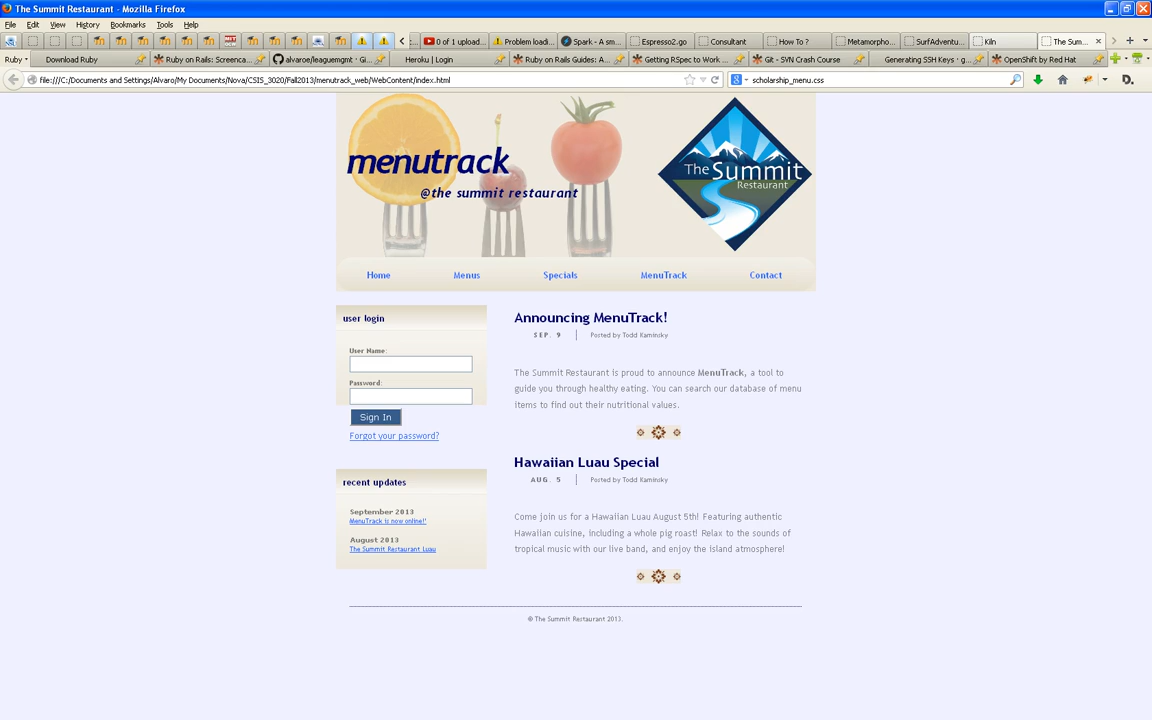 The Summit Restaurant - Mozilla Firefox
File Edit View History Bookmarks Tools Help
0 of 1 upload... Problem loadi... Spark - A sm... Espresso2.go Consultant How To ? Metamorpho... SurfAdventu... Kiln The Sum...
Ruby Download Ruby Ruby on Rails: Screenca... alvaroe/leaguemgmt · Gi... Heroku | Login Ruby on Rails Guides: A... Getting RSpec to Work ... Git - SVN Crash Course Generating SSH Keys · g... OpenShift by Red Hat
file:///C:/Documents and Settings/Alvaro/My Documents/Nova/CSIS_3020/Fall2013/menutrack_web/WebContent/index.html scholarship_menu.css
menutrack
@the summit restaurant
The Summit
Restaurant
Home Menus Specials MenuTrack Contact
user login
User Name:
Password:
Sign In
Forgot your password?
recent updates
September 2013
MenuTrack is now online!'
August 2013
The Summit Restaurant Luau
Announcing MenuTrack!
SEP. 9 Posted by Todd Kaminsky
The Summit Restaurant is proud to announce MenuTrack, a tool to
guide you through healthy eating. You can search our database of menu
items to find out their nutritional values.
Hawaiian Luau Special
AUG. 5 Posted by Todd Kaminsky
Come join us for a Hawaiian Luau August 5th! Featuring authentic
Hawaiian cuisine, including a whole pig roast! Relax to the sounds of
tropical music with our live band, and enjoy the island atmosphere!
© The Summit Restaurant 2013.